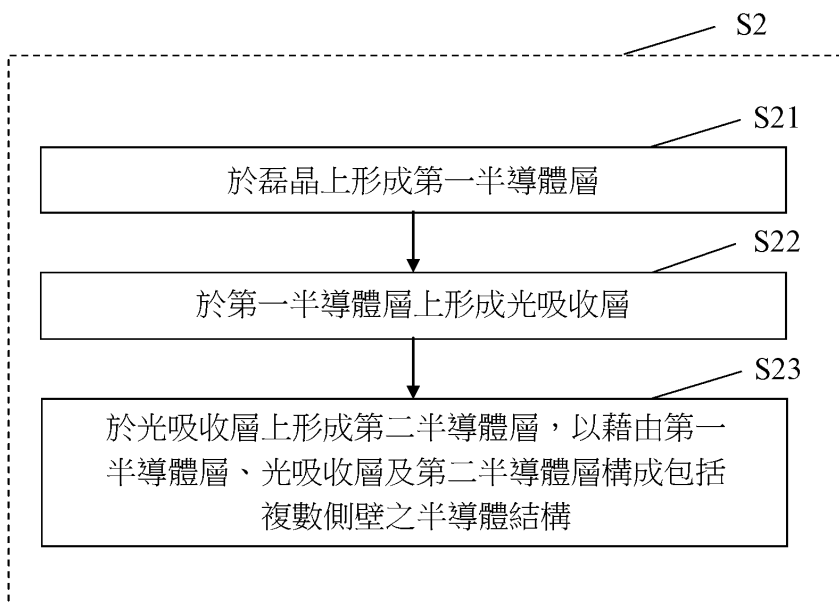 S2
S21
於磊晶上形成第一半導體層
S22
於第一半導體層上形成光吸收層
S23
於光吸收層上形成第二半導體層，以藉由第一
半導體層、光吸收層及第二半導體層構成包括
複數側壁之半導體結構